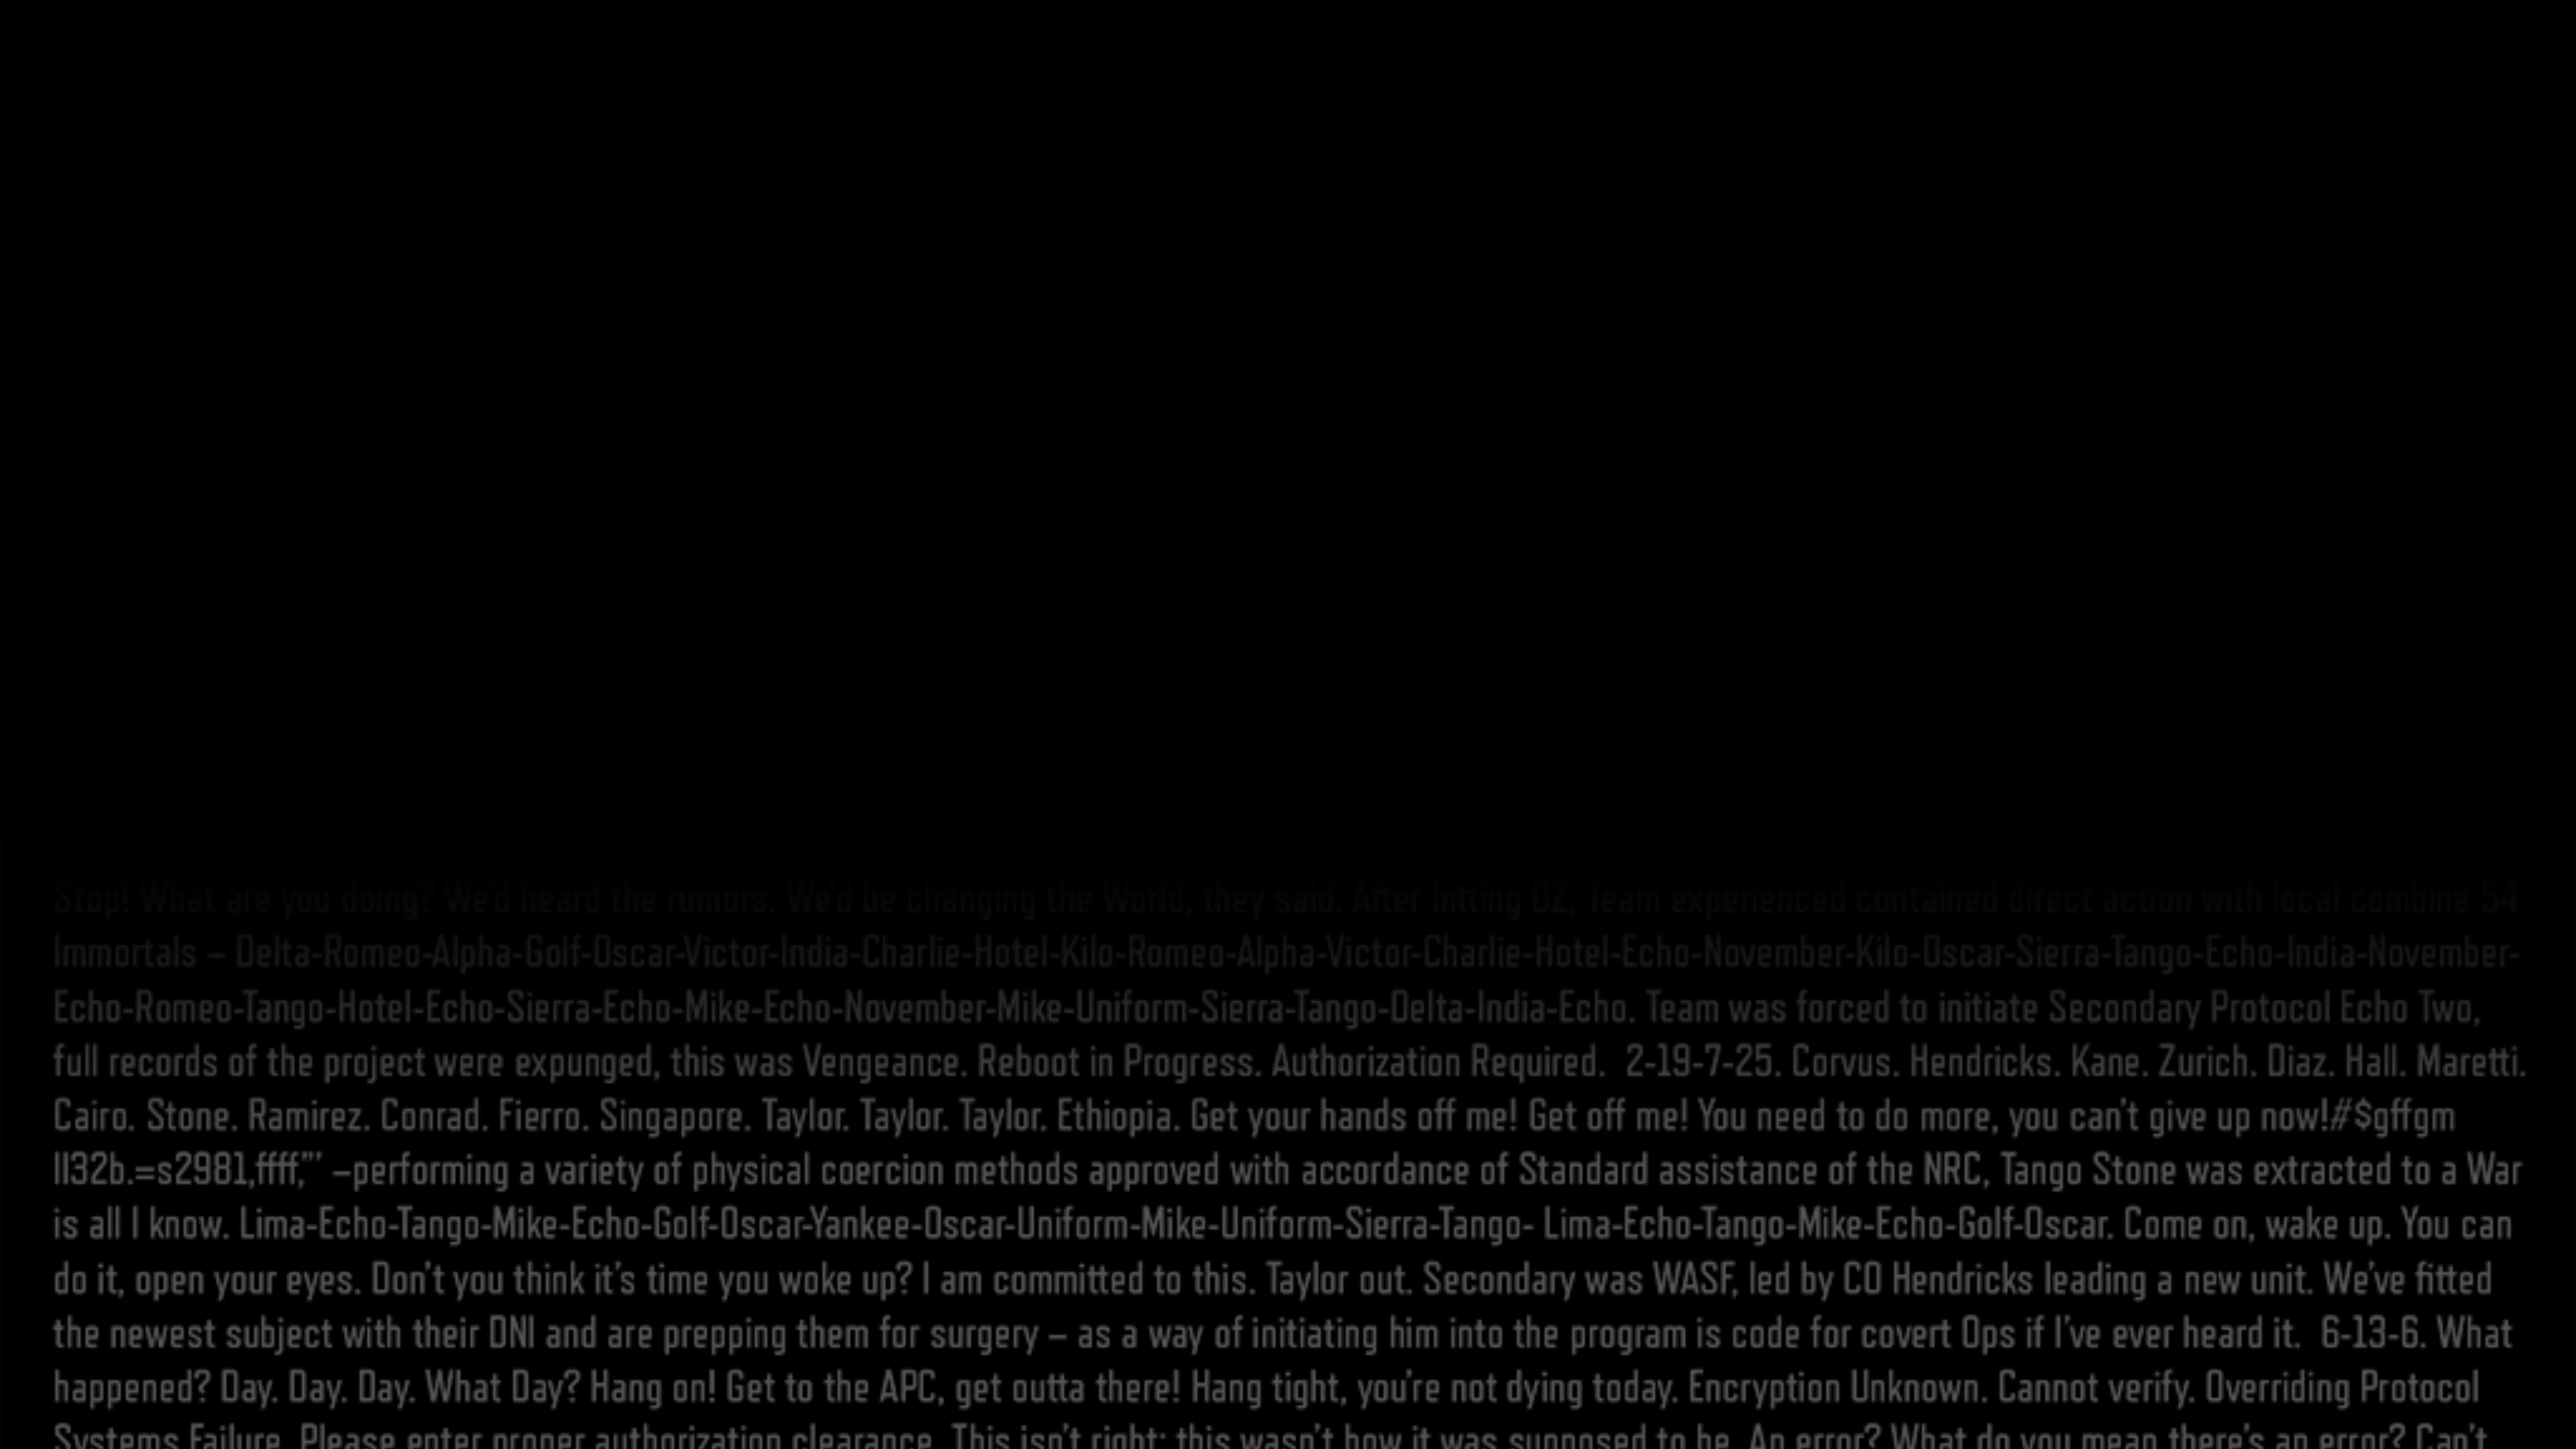 Stop! What are you doing? We'd heard the rumors. We'd be changing the World, they said. After hitting DZ, Team experienced contained direct action with local combine 54
Immortals – Delta-Romeo-Alpha-Golf-Oscar-Victor-India-Charlie-Hotel-Kilo-Romeo-Alpha-Victor-Charlie-Hotel-Echo-November-Kilo-Oscar-Sierra-Tango-Echo-India-November-
Echo-Romeo-Tango-Hotel-Echo-Sierra-Echo-Mike-Echo-November-Mike-Uniform-Sierra-Tango-Delta-India-Echo. Team was forced to initiate Secondary Protocol Echo Two,
full records of the project were expunged, this was Vengeance. Reboot in Progress. Authorization Required.  2-19-7-25. Corvus. Hendricks. Kane. Zurich. Diaz. Hall. Maretti.
Cairo. Stone. Ramirez. Conrad. Fierro. Singapore. Taylor. Taylor. Taylor. Ethiopia. Get your hands off me! Get off me! You need to do more, you can't give up now!#$gffgm
ll32b.=s2981,ffff,"' –performing a variety of physical coercion methods approved with accordance of Standard assistance of the NRC, Tango Stone was extracted to a War
is all I know. Lima-Echo-Tango-Mike-Echo-Golf-Oscar-Yankee-Oscar-Uniform-Mike-Uniform-Sierra-Tango- Lima-Echo-Tango-Mike-Echo-Golf-Oscar. Come on, wake up. You can
do it, open your eyes. Don't you think it's time you woke up? I am committed to this. Taylor out. Secondary was WASF, led by CO Hendricks leading a new unit. We've fitted
the newest subject with their DNI and are prepping them for surgery – as a way of initiating him into the program is code for covert Ops if I've ever heard it.  6-13-6. What
happened? Day. Day. Day. What Day? Hang on! Get to the APC, get outta there! Hang tight, you're not dying today. Encryption Unknown. Cannot verify. Overriding Protocol
Systems Failure. Please enter proper authorization clearance. This isn't right; this wasn't how it was supposed to be. An error? What do you mean there's an error? Can't